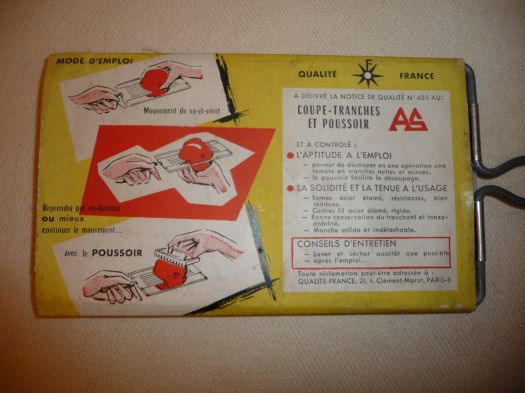 MODE D'EMPLOI
Mouvement de va-et-vient
Reprendre par en-dessous
OU mieux
continuer le mouvement...
avec le POUSSOIR
F
QUALITÉ FRANCE
A DÉLIVRÉ LA NOTICE DE QUALITÉ N° 403 AU:
COUPE-TRANCHES
ET POUSSOIR
AS
ET A CONTROLÉ :
L'APTITUDE A L'EMPLOI
— permet de découper en une opération une
tomate en tranches nettes et minces.
— le poussoir facilite le découpage.
LA SOLIDITÉ ET LA TENUE A L'USAGE
— Lames acier étamé, résistantes, bien
tendues.
— Cadres fil acier étamé, rigide.
— Bonne conservation du tranchant et inoxy-
dabilité.
— Manche solide et indétachable.
CONSEILS D'ENTRETIEN
— Laver et sécher aussitôt que possible
— après l'emploi...
Toute réclamation peut-être adressée à :
QUALITÉ-FRANCE, 21, r. Clément-Marot, PARIS-8